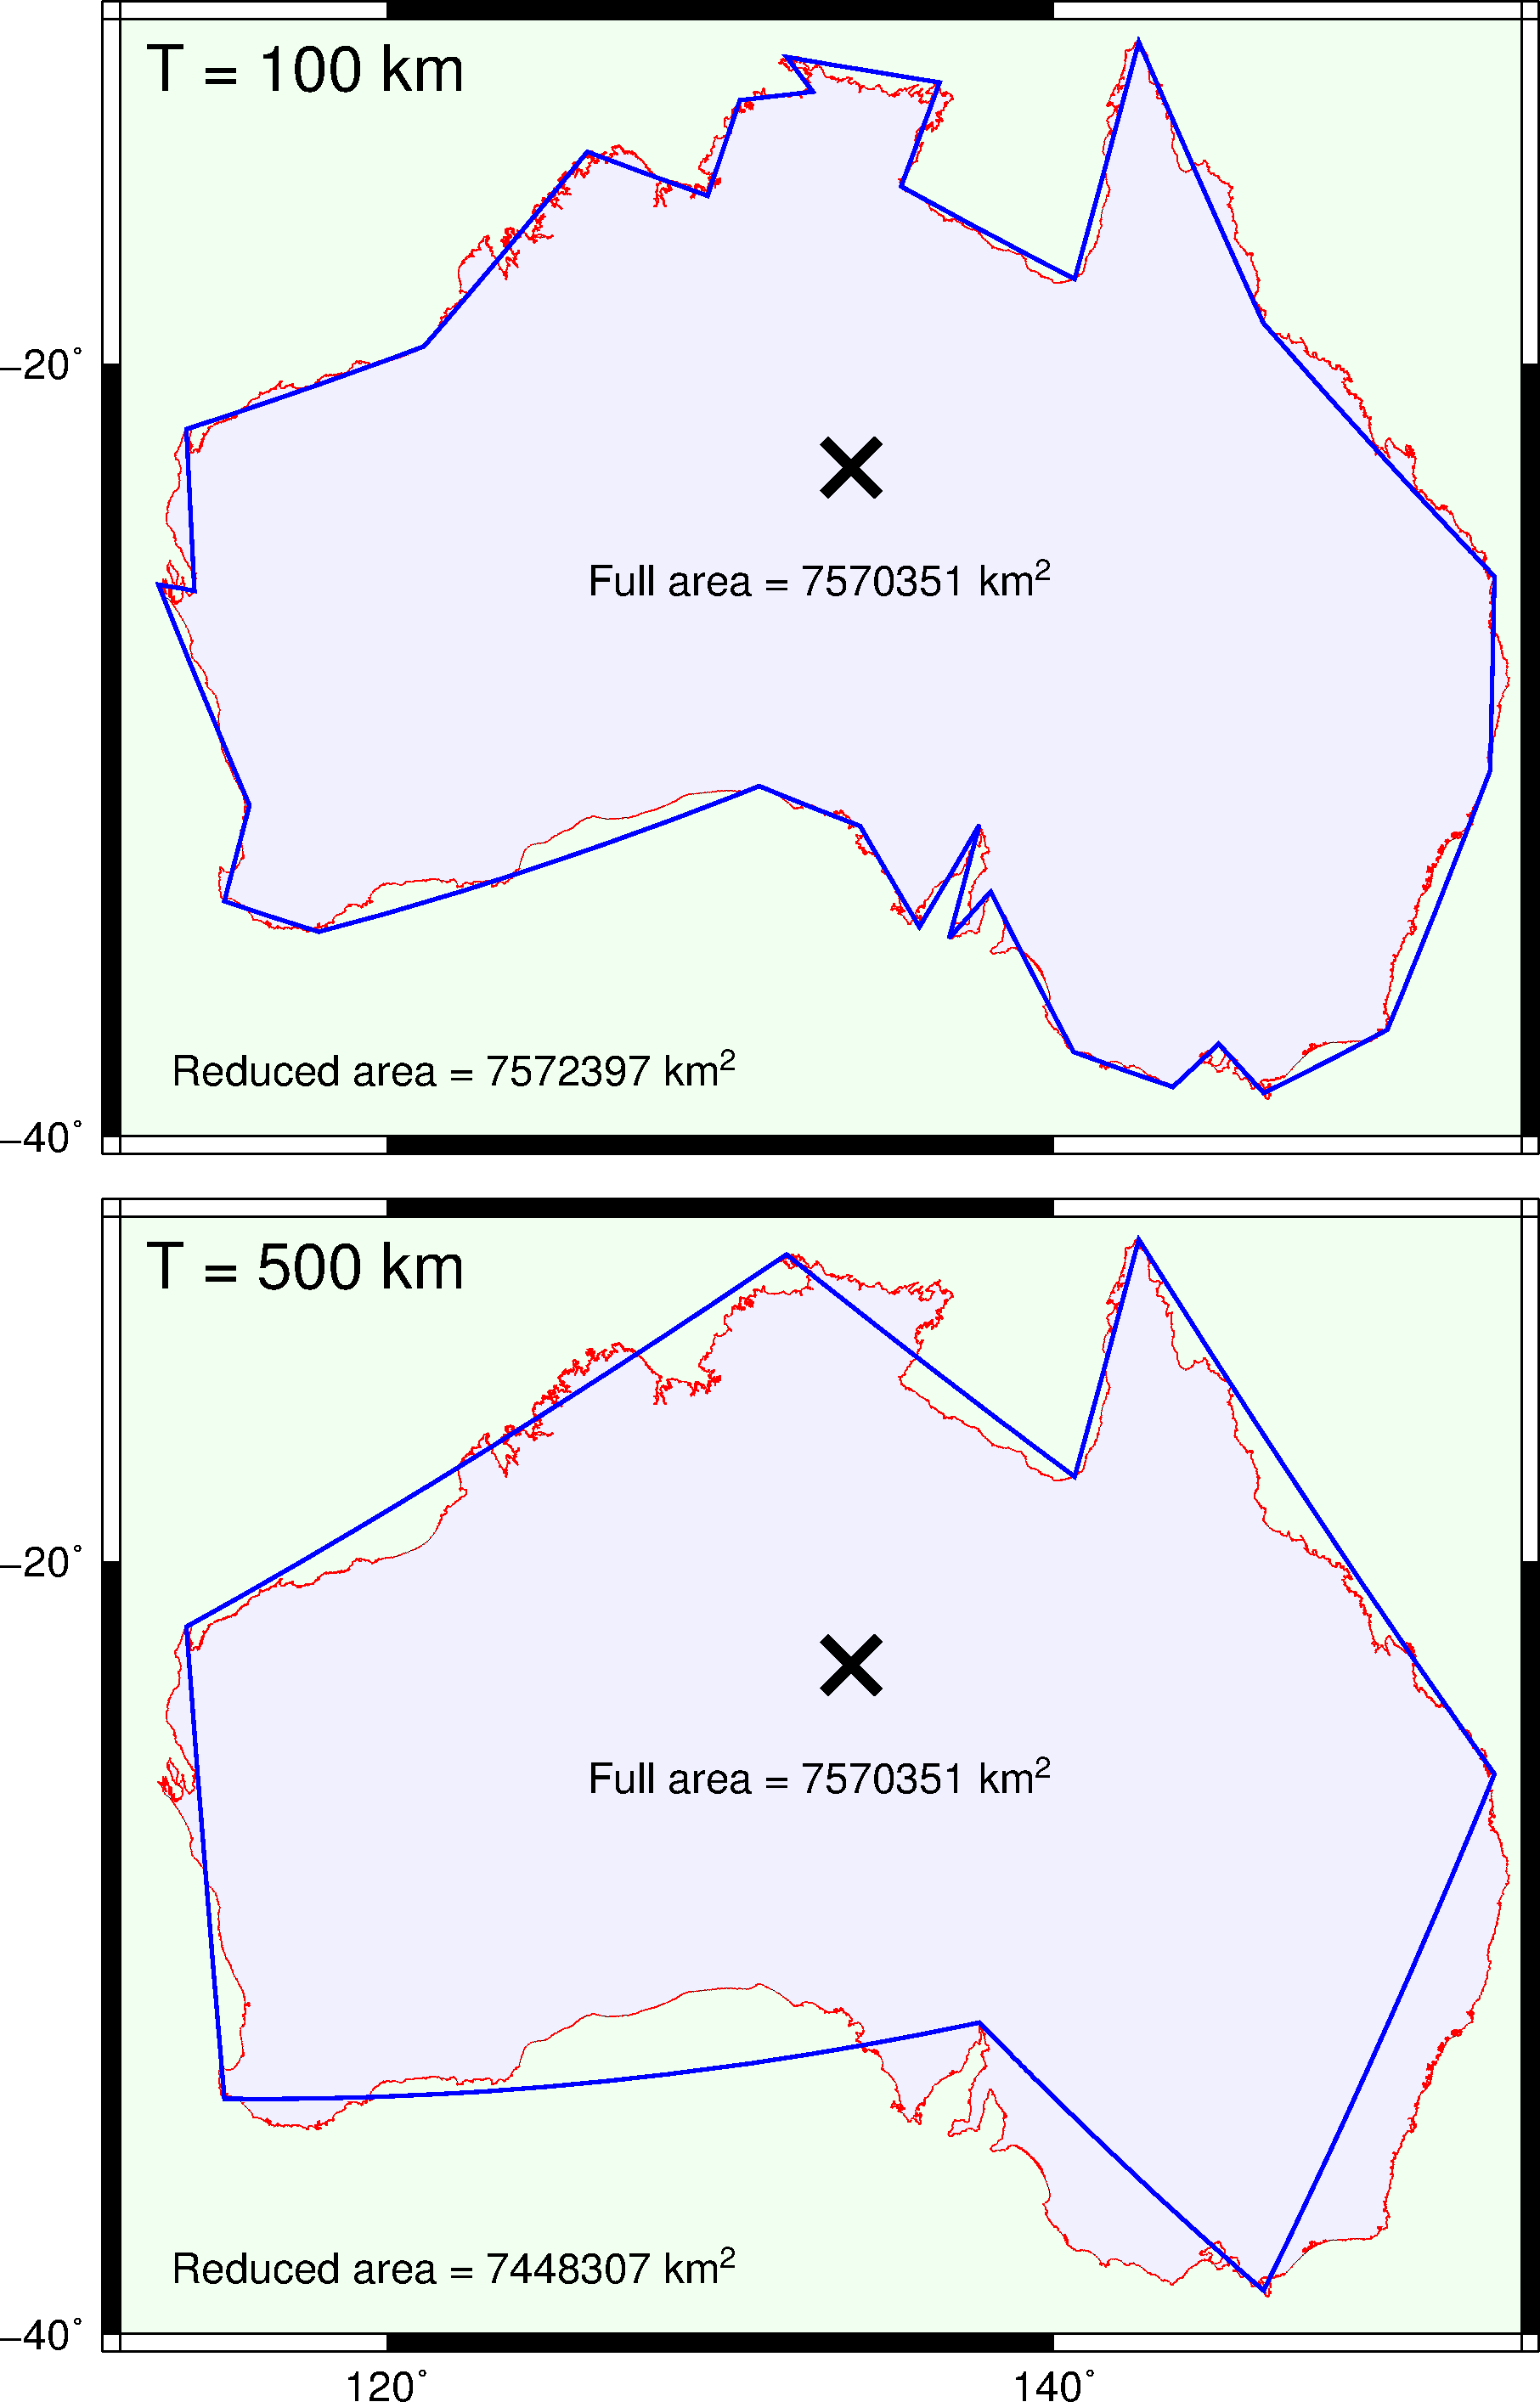 T = 100 km
−20°
Full area = 7570351 km²
Reduced area = 7572397 km²
−40°
T = 500 km
−20°
Full area = 7570351 km²
Reduced area = 7448307 km²
−40°
120° 140°